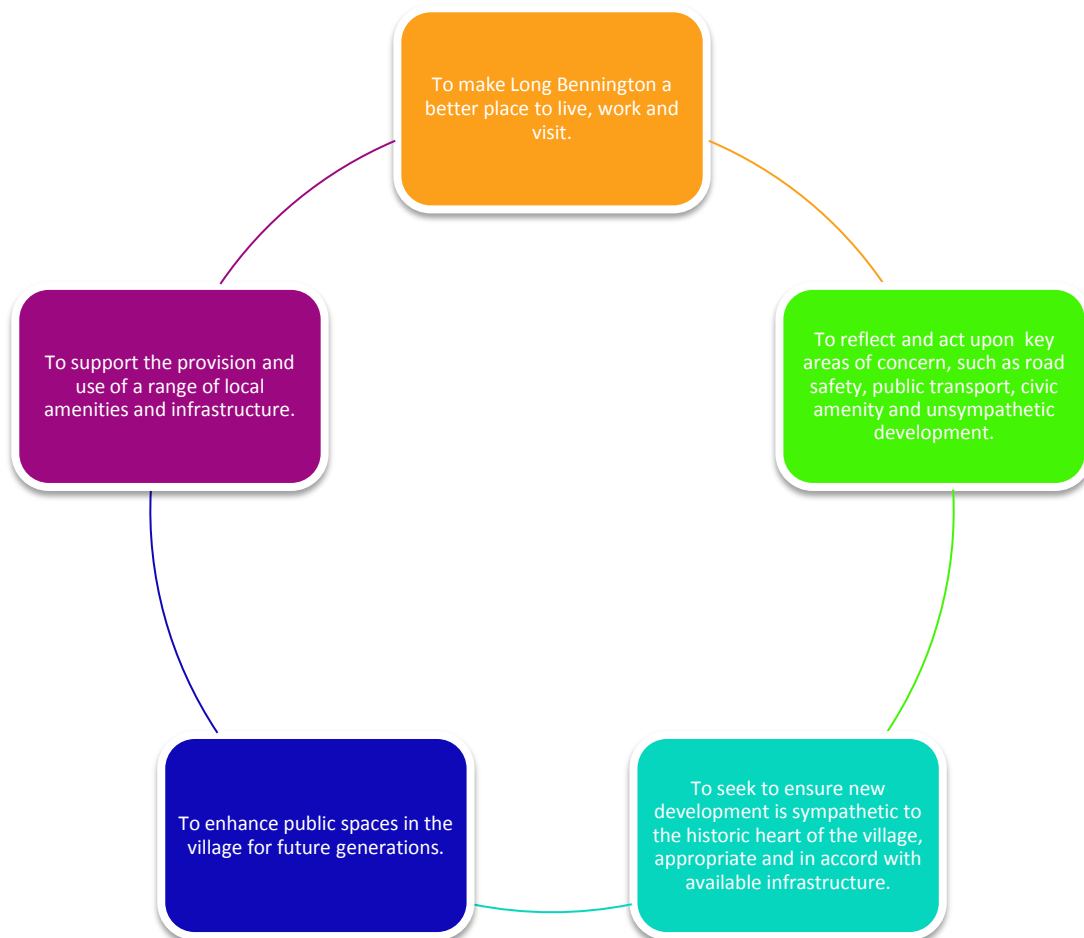 To make Long Bennington a
better place to live, work and
visit.
To reflect and act upon  key
areas of concern, such as road
safety, public transport, civic
amenity and unsympathetic
development.
To seek to ensure new
development is sympathetic to
the historic heart of the village,
appropriate and in accord with
available infrastructure.
To enhance public spaces in the
village for future generations.
To support the provision and
use of a range of local
amenities and infrastructure.